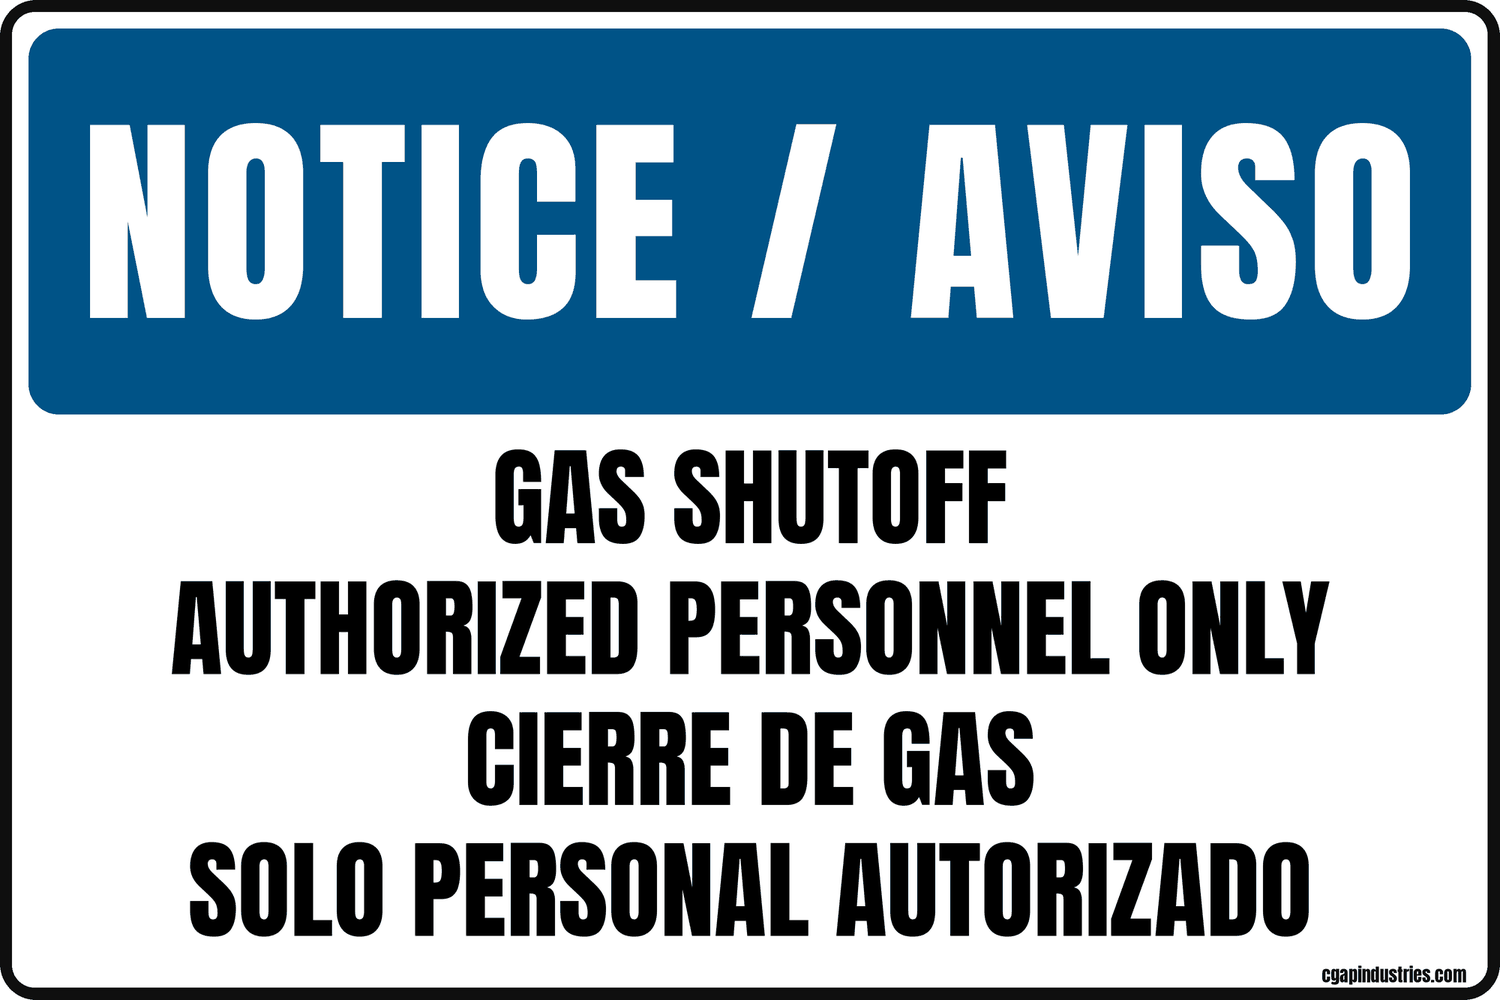 NOTICE / AVISO
GAS SHUTOFF
AUTHORIZED PERSONNEL ONLY
CIERRE DE GAS
SOLO PERSONAL AUTORIZADO
cgapindustries.com